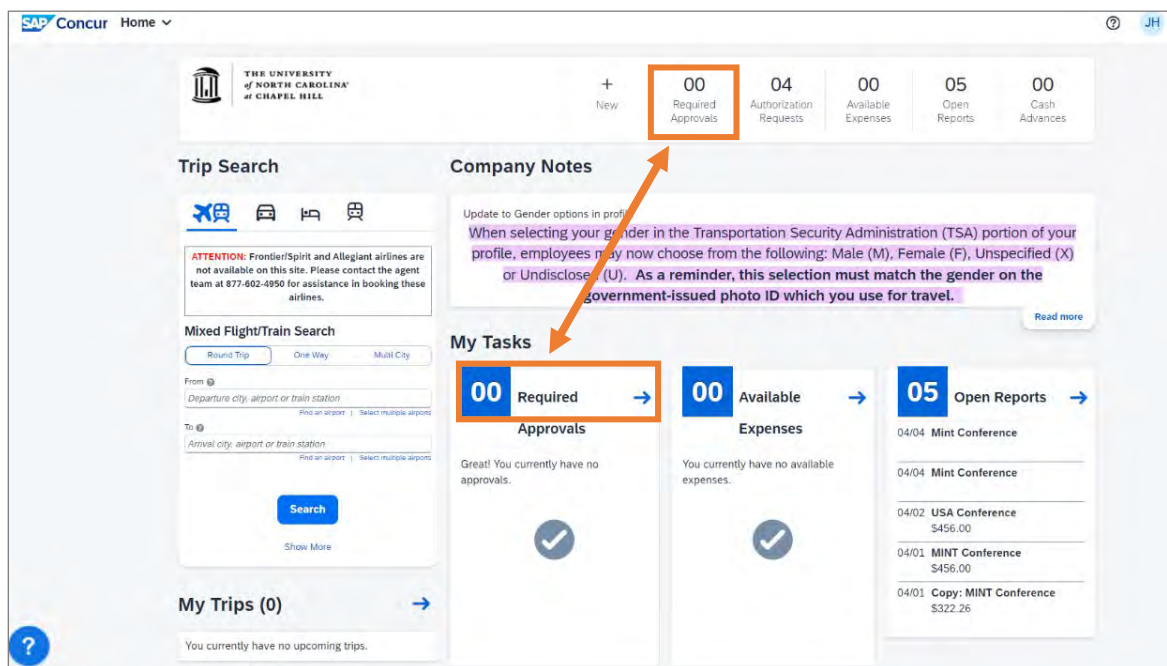 SAP Concur Home
JH
THE UNIVERSITY
of NORTH CAROLINA
at CHAPEL HILL
+
New
00
Required
Approvals
04
Authorization
Requests
00
Available
Expenses
05
Open
Reports
00
Cash
Advances
Trip Search
ATTENTION: Frontier/Spirit and Allegiant airlines are
not available on this site. Please contact the agent
team at 877-602-4950 for assistance in booking these
airlines.
Mixed Flight/Train Search
Round Trip One Way Multi City
From
Departure city, airport or train station
Find an airport | Select multiple airports
To
Arrival city, airport or train station
Find an airport | Select multiple airports
Search
Show More
My Trips (0)
You currently have no upcoming trips.
?
Company Notes
Update to Gender options in profil
When selecting your gender in the Transportation Security Administration (TSA) portion of your
profile, employees may now choose from the following: Male (M), Female (F), Unspecified (X)
or Undisclosed (U). As a reminder, this selection must match the gender on the
government-issued photo ID which you use for travel.
Read more
My Tasks
00 Required
Approvals
Great! You currently have no
approvals.
00 Available
Expenses
You currently have no available
expenses.
05 Open Reports
04/04 Mint Conference
04/04 Mint Conference
04/02 USA Conference
$456.00
04/01 MINT Conference
$456.00
04/01 Copy: MINT Conference
$322.26